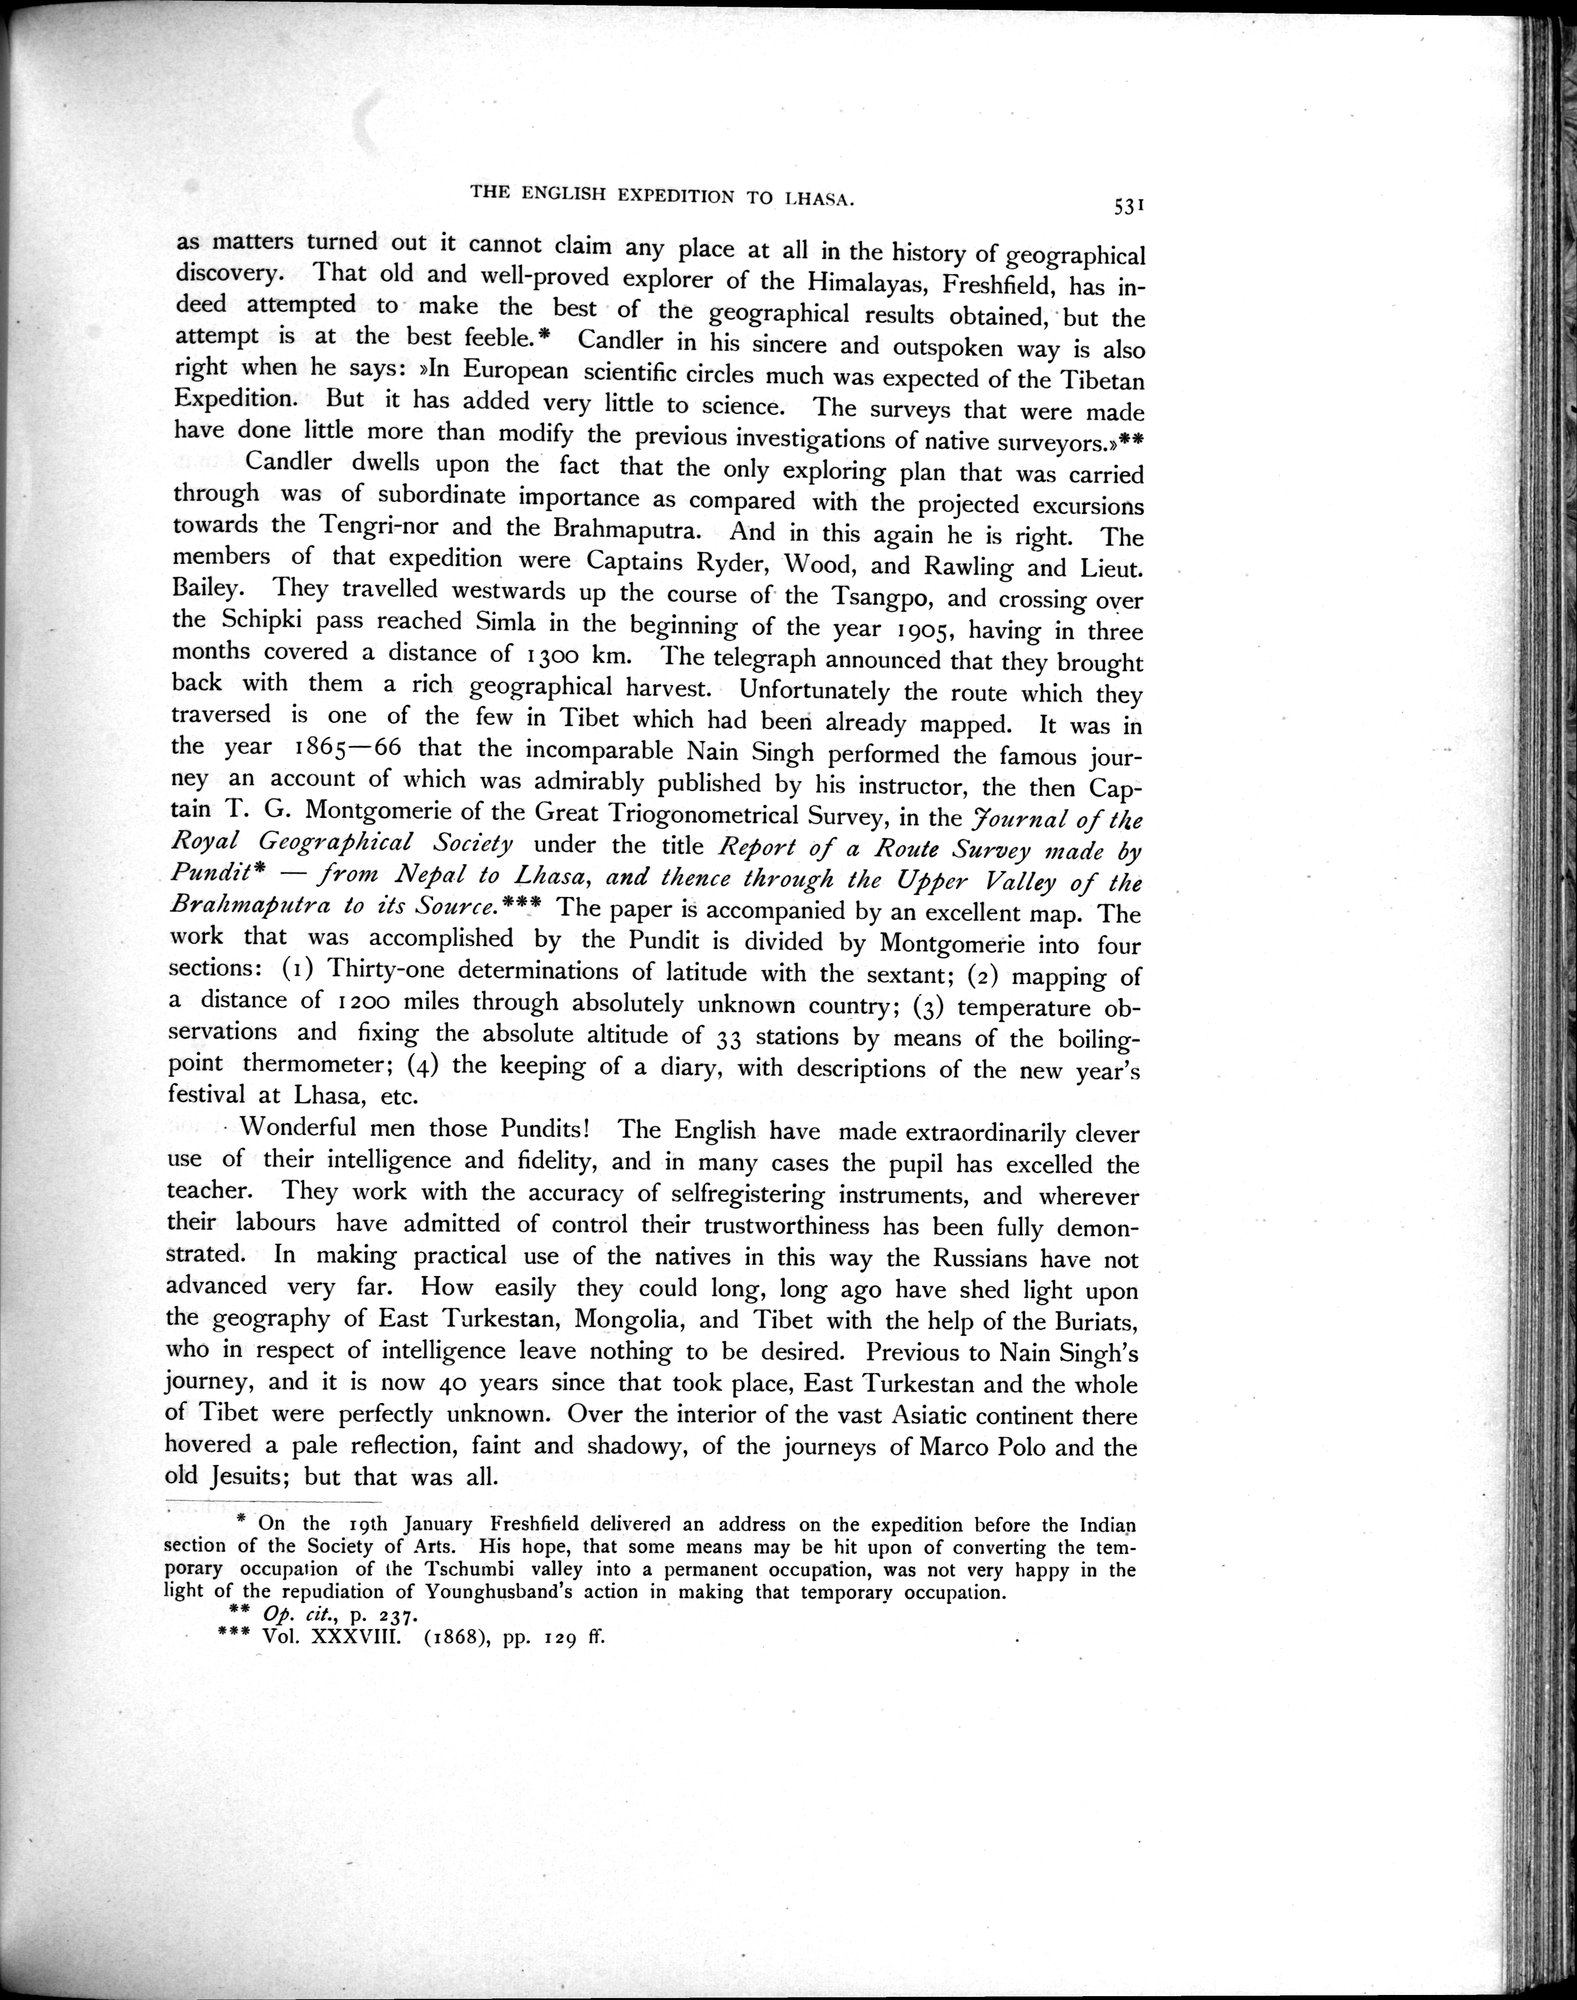 THE ENGLISH EXPEDITION TO LHASA. 531
as matters turned out it cannot claim any place at all in the history of geographical
discovery. That old and well-proved explorer of the Himalayas, Freshfield, has in-
deed attempted to make the best of the geographical results obtained, but the
attempt is at the best feeble.* Candler in his sincere and outspoken way is also
right when he says: »In European scientific circles much was expected of the Tibetan
Expedition. But it has added very little to science. The surveys that were made
have done little more than modify the previous investigations of native surveyors.»**
Candler dwells upon the fact that the only exploring plan that was carried
through was of subordinate importance as compared with the projected excursions
towards the Tengri-nor and the Brahmaputra. And in this again he is right. The
members of that expedition were Captains Ryder, Wood, and Rawling and Lieut.
Bailey. They travelled westwards up the course of the Tsangpo, and crossing over
the Schipki pass reached Simla in the beginning of the year 1905, having in three
months covered a distance of 1300 km. The telegraph announced that they brought
back with them a rich geographical harvest. Unfortunately the route which they
traversed is one of the few in Tibet which had been already mapped. It was in
the year 1865—66 that the incomparable Nain Singh performed the famous jour-
ney an account of which was admirably published by his instructor, the then Cap-
tain T. G. Montgomerie of the Great Triogonometrical Survey, in the Journal of the
Royal Geographical Society under the title Report of a Route Survey made by
Pundit* — from Nepal to Lhasa, and thence through the Upper Valley of the
Brahmaputra to its Source.*** The paper is accompanied by an excellent map. The
work that was accomplished by the Pundit is divided by Montgomerie into four
sections: (1) Thirty-one determinations of latitude with the sextant; (2) mapping of
a distance of 1200 miles through absolutely unknown country; (3) temperature ob-
servations and fixing the absolute altitude of 33 stations by means of the boiling-
point thermometer; (4) the keeping of a diary, with descriptions of the new year's
festival at Lhasa, etc.
Wonderful men those Pundits! The English have made extraordinarily clever
use of their intelligence and fidelity, and in many cases the pupil has excelled the
teacher. They work with the accuracy of selfregistering instruments, and wherever
their labours have admitted of control their trustworthiness has been fully demon-
strated. In making practical use of the natives in this way the Russians have not
advanced very far. How easily they could long, long ago have shed light upon
the geography of East Turkestan, Mongolia, and Tibet with the help of the Buriats,
who in respect of intelligence leave nothing to be desired. Previous to Nain Singh's
journey, and it is now 40 years since that took place, East Turkestan and the whole
of Tibet were perfectly unknown. Over the interior of the vast Asiatic continent there
hovered a pale reflection, faint and shadowy, of the journeys of Marco Polo and the
old Jesuits; but that was all.
* On the 19th January Freshfield delivered an address on the expedition before the Indian
section of the Society of Arts. His hope, that some means may be hit upon of converting the tem-
porary occupation of the Tschumbi valley into a permanent occupation, was not very happy in the
light of the repudiation of Younghusband's action in making that temporary occupation.
** Op. cit., p. 237.
*** Vol. XXXVIII. (1868), pp. 129 ff.